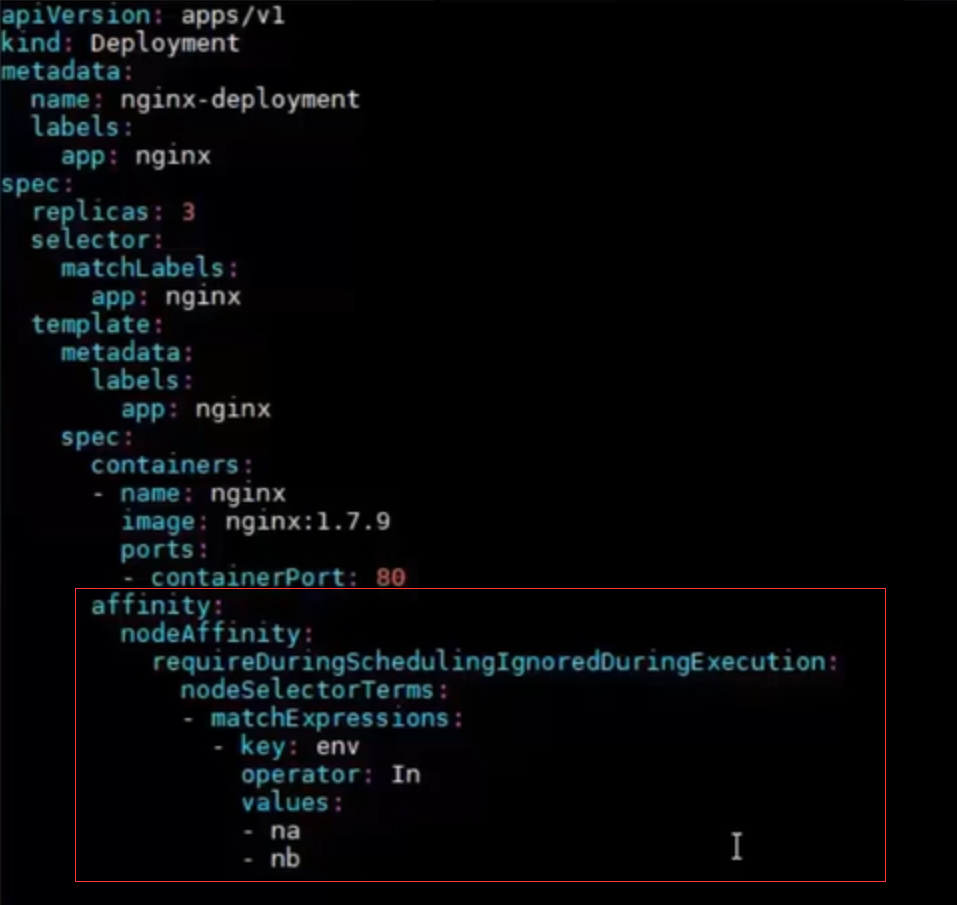 apiVersion: apps/v1
kind: Deployment
metadata:
  name: nginx-deployment
  labels:
    app: nginx
spec:
  replicas: 3
  selector:
    matchLabels:
      app: nginx
  template:
    metadata:
      labels:
        app: nginx
    spec:
      containers:
      - name: nginx
        image: nginx:1.7.9
        ports:
        - containerPort: 80
      affinity:
        nodeAffinity:
          requireDuringSchedulingIgnoredDuringExecution:
            nodeSelectorTerms:
            - matchExpressions:
              - key: env
                operator: In
                values:
                - na
                - nb